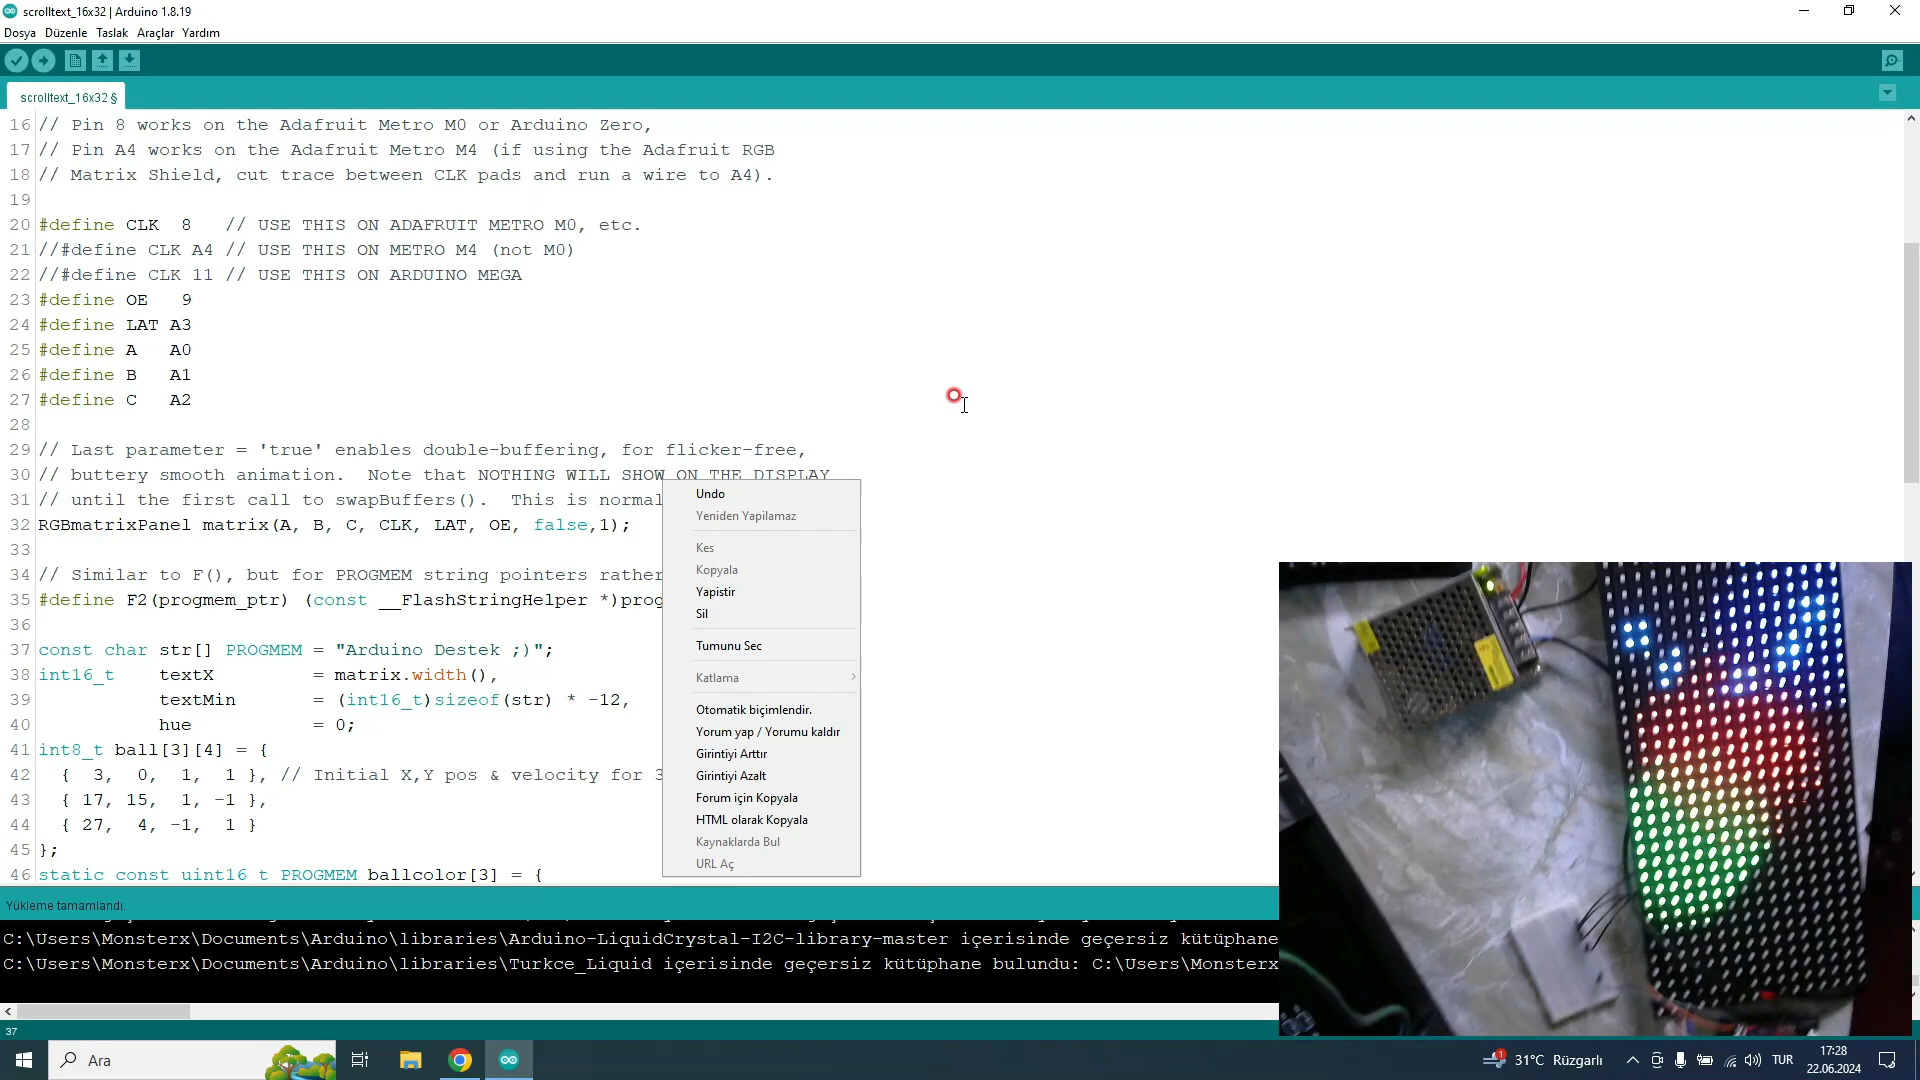 scrolltext_16x32 | Arduino 1.8.19
Dosya Düzenle Taslak Araçlar Yardım
scrolltext_16x32 §
16 // Pin 8 works on the Adafruit Metro M0 or Arduino Zero,
17 // Pin A4 works on the Adafruit Metro M4 (if using the Adafruit RGB
18 // Matrix Shield, cut trace between CLK pads and run a wire to A4).
19
20 #define CLK 8 // USE THIS ON ADAFRUIT METRO M0, etc.
21 //#define CLK A4 // USE THIS ON METRO M4 (not M0)
22 //#define CLK 11 // USE THIS ON ARDUINO MEGA
23 #define OE 9
24 #define LAT A3
25 #define A A0
26 #define B A1
27 #define C A2
28
29 // Last parameter = 'true' enables double-buffering, for flicker-free,
30 // buttery smooth animation. Note that NOTHING WILL SHOW ON THE DISPLAY
31 // until the first call to swapBuffers(). This is normal
32 RGBmatrixPanel matrix(A, B, C, CLK, LAT, OE, false,1);
33
34 // Similar to F(), but for PROGMEM string pointers rather
35 #define F2(progmem_ptr) (const __FlashStringHelper *)prog
36
37 const char str[] PROGMEM = "Arduino Destek ;)";
38 int16_t textX = matrix.width(),
39 textMin = (int16_t)sizeof(str) * -12,
40 hue = 0;
41 int8_t ball[3][4] = {
42 { 3, 0, 1, 1 }, // Initial X,Y pos & velocity for 3
43 { 17, 15, 1, -1 },
44 { 27, 4, -1, 1 }
45 };
46 static const uint16_t PROGMEM ballcolor[3] = {
Undo
Yeniden Yapilamaz
Kes
Kopyala
Yapistir
Sil
Tumunu Sec
Katlama
Otomatik biçimlendir.
Yorum yap / Yorumu kaldır
Girintiyi Arttır
Girintiyi Azalt
Forum için Kopyala
HTML olarak Kopyala
Kaynaklarda Bul
URL Aç
Yükleme tamamlandı.
C:\Users\Monsterx\Documents\Arduino\libraries\Arduino-LiquidCrystal-I2C-library-master içerisinde geçersiz kütüphane
C:\Users\Monsterx\Documents\Arduino\libraries\Turkce_Liquid içerisinde geçersiz kütüphane bulundu: C:\Users\Monsterx
37
Ara
1
31°C Rüzgarlı
TUR
17:28
22.06.2024